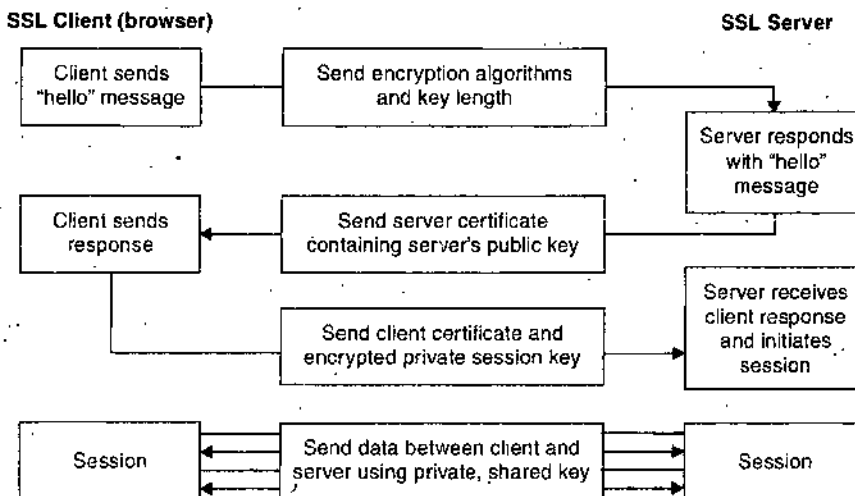 SSL Client (browser)
SSL Server
Client sends
"hello" message
Send encryption algorithms
and key length
Server responds
with "hello"
message
Client sends
response
Send server certificate
containing server's public key
Server receives
client response
and initiates
session
Send client certificate and
encrypted private session key
Session
Send data between client and
server using private, shared key
Session